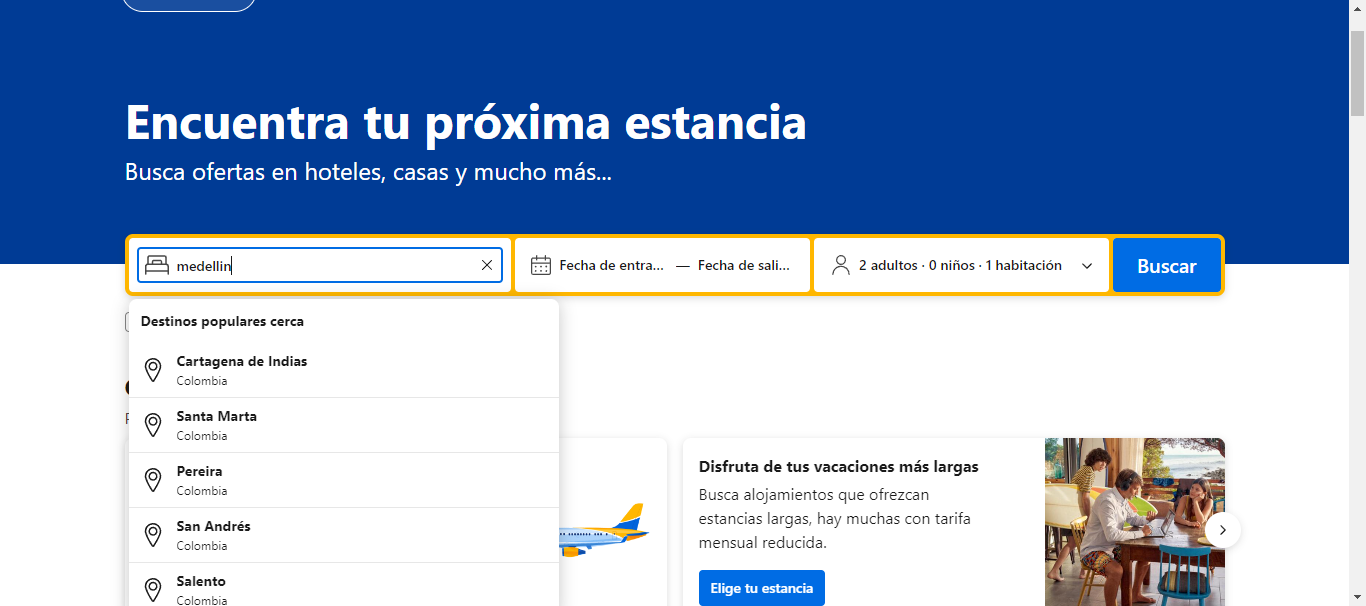 Encuentra tu próxima estancia
Busca ofertas en hoteles, casas y mucho más...
medellin
Fecha de entra... — Fecha de sali...
2 adultos · 0 niños · 1 habitación
Buscar
Destinos populares cerca
Cartagena de Indias
Colombia
Santa Marta
Colombia
Pereira
Colombia
San Andrés
Colombia
Salento
Colombia
Disfruta de tus vacaciones más largas
Busca alojamientos que ofrezcan
estancias largas, hay muchas con tarifa
mensual reducida.
Elige tu estancia